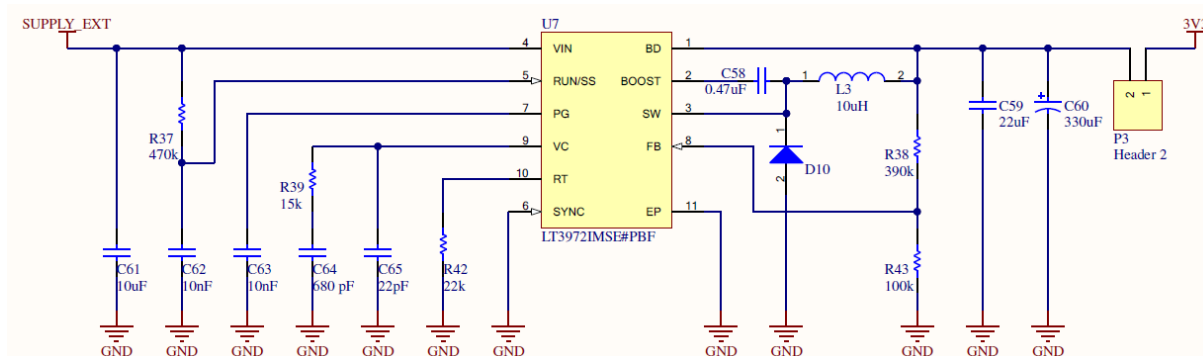 SUPPLY_EXT
U7
3V3
4 VIN BD 1
5 RUN/SS BOOST 2
7 PG SW 3
9 VC FB 8
10 RT
6 SYNC EP 11
LT3972IMSE#PBF
C58
0.47uF
1 2
L3
10uH
1
2
D10
R37
470k
R39
15k
R38
390k
R43
100k
C59
22uF
+
C60
330uF
2 1
P3
Header 2
C61
10uF
C62
10nF
C63
10nF
C64
680 pF
C65
22pF
R42
22k
GND
GND
GND
GND
GND
GND
GND
GND
GND
GND
GND
GND